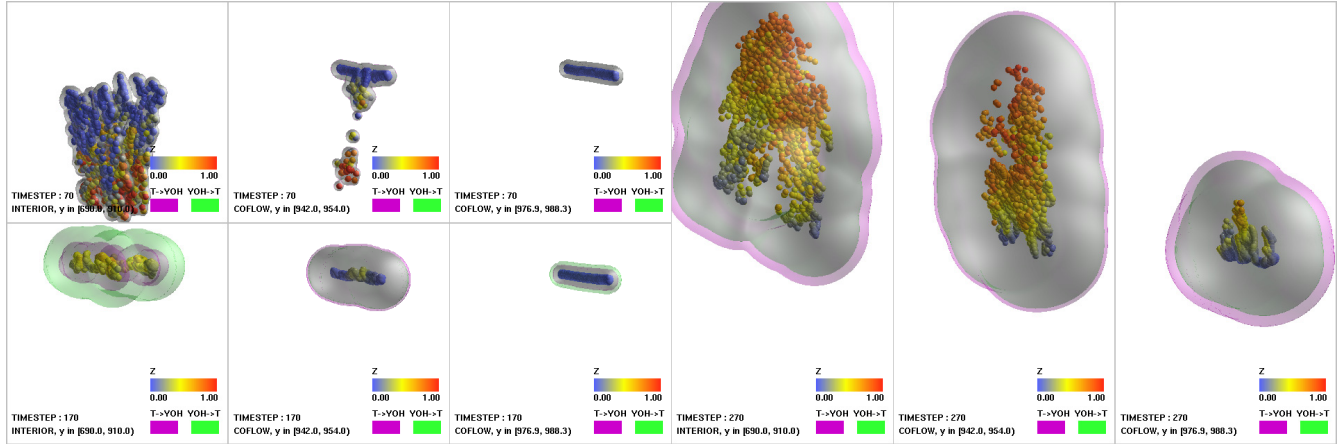 Z
0.00 1.00
T->YOH YOH->T
TIMESTEP : 70
INTERIOR, y in [690.0, 910.0]
Z
0.00 1.00
T->YOH YOH->T
TIMESTEP : 70
COFLOW, y in [942.0, 954.0)
Z
0.00 1.00
T->YOH YOH->T
TIMESTEP : 70
COFLOW, y in [976.9, 988.3)
Z
0.00 1.00
T->YOH YOH->T
TIMESTEP : 170
INTERIOR, y in [690.0, 910.0)
Z
0.00 1.00
T->YOH YOH->T
TIMESTEP : 170
COFLOW, y in [942.0, 954.0)
Z
0.00 1.00
T->YOH YOH->T
TIMESTEP : 170
COFLOW, y in [976.9, 988.3)
Z
0.00 1.00
T->YOH YOH->T
TIMESTEP : 270
INTERIOR, y in [690.0, 910.0)
Z
0.00 1.00
T->YOH YOH->T
TIMESTEP : 270
COFLOW, y in [942.0, 954.0)
Z
0.00 1.00
T->YOH YOH->T
TIMESTEP : 270
COFLOW, y in [976.9, 988.3)